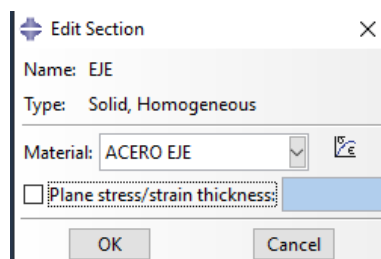 Edit Section
Name: EJE
Type: Solid, Homogeneous
Material: ACERO EJE
Plane stress/strain thickness:
OK Cancel